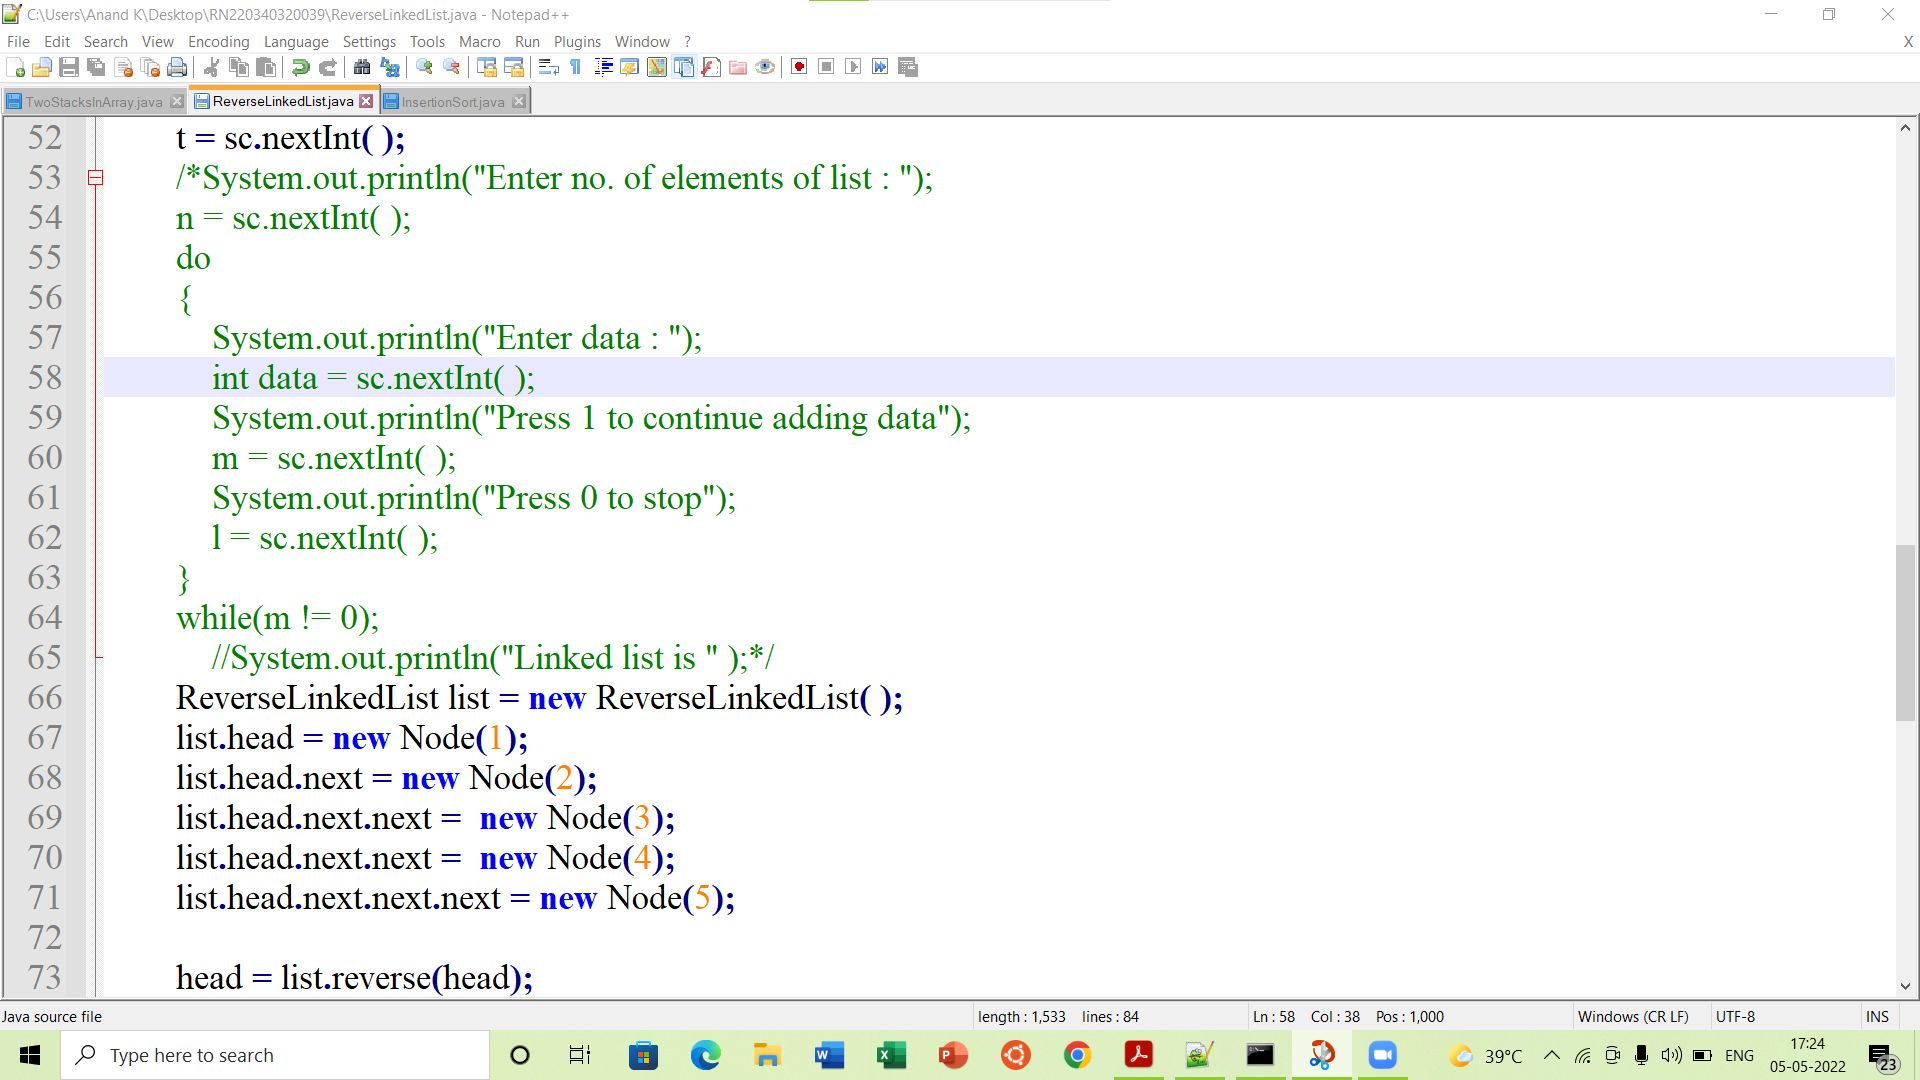 C:\Users\Anand K\Desktop\RN220340320039\ReverseLinkedList.java - Notepad++
File Edit Search View Encoding Language Settings Tools Macro Run Plugins Window ? X
TwoStacksInArray.java ReverseLinkedList.java InsertionSort.java
52 t = sc.nextInt( );
53 /*System.out.println("Enter no. of elements of list : ");
54 n = sc.nextInt( );
55 do
56 {
57 System.out.println("Enter data : ");
58 int data = sc.nextInt( );
59 System.out.println("Press 1 to continue adding data");
60 m = sc.nextInt( );
61 System.out.println("Press 0 to stop");
62 l = sc.nextInt( );
63 }
64 while(m != 0);
65 //System.out.println("Linked list is " );*/
66 ReverseLinkedList list = new ReverseLinkedList( );
67 list.head = new Node(1);
68 list.head.next = new Node(2);
69 list.head.next.next =  new Node(3);
70 list.head.next.next =  new Node(4);
71 list.head.next.next.next = new Node(5);
72
73 head = list.reverse(head);
Java source file length : 1,533 lines : 84 Ln : 58 Col : 38 Pos : 1,000 Windows (CR LF) UTF-8 INS
Type here to search 39°C ENG 17:24
05-05-2022 23